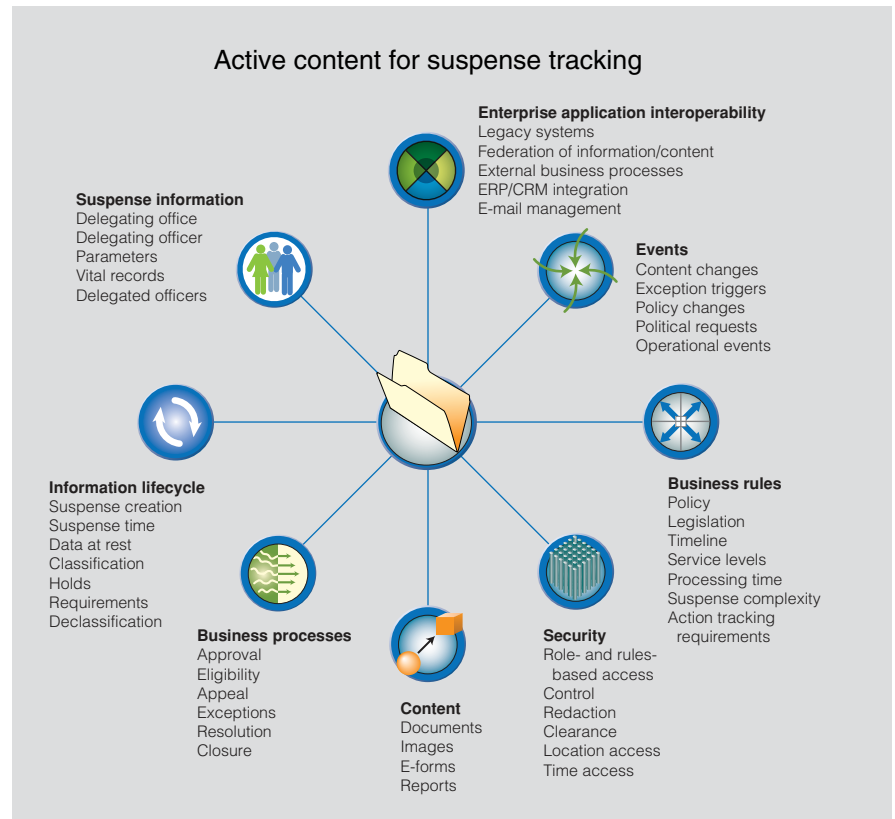 Active content for suspense tracking
Enterprise application interoperability
Legacy systems
Federation of information/content
External business processes
ERP/CRM integration
E-mail management
Suspense information
Delegating office
Delegating officer
Parameters
Vital records
Delegated officers
Events
Content changes
Exception triggers
Policy changes
Political requests
Operational events
Information lifecycle
Suspense creation
Suspense time
Data at rest
Classification
Holds
Requirements
Declassification
Business rules
Policy
Legislation
Timeline
Service levels
Processing time
Suspense complexity
Action tracking
requirements
Business processes
Approval
Eligibility
Appeal
Exceptions
Resolution
Closure
Content
Documents
Images
E-forms
Reports
Security
Role- and rules-
based access
Control
Redaction
Clearance
Location access
Time access